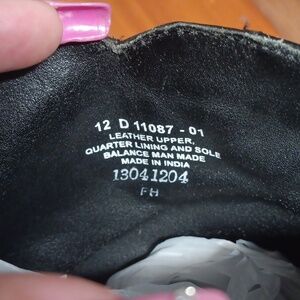 12 D 11087 - 01
LEATHER UPPER,
QUARTER LINING AND SOLE
BALANCE MAN MADE
MADE IN INDIA
13041204
FH